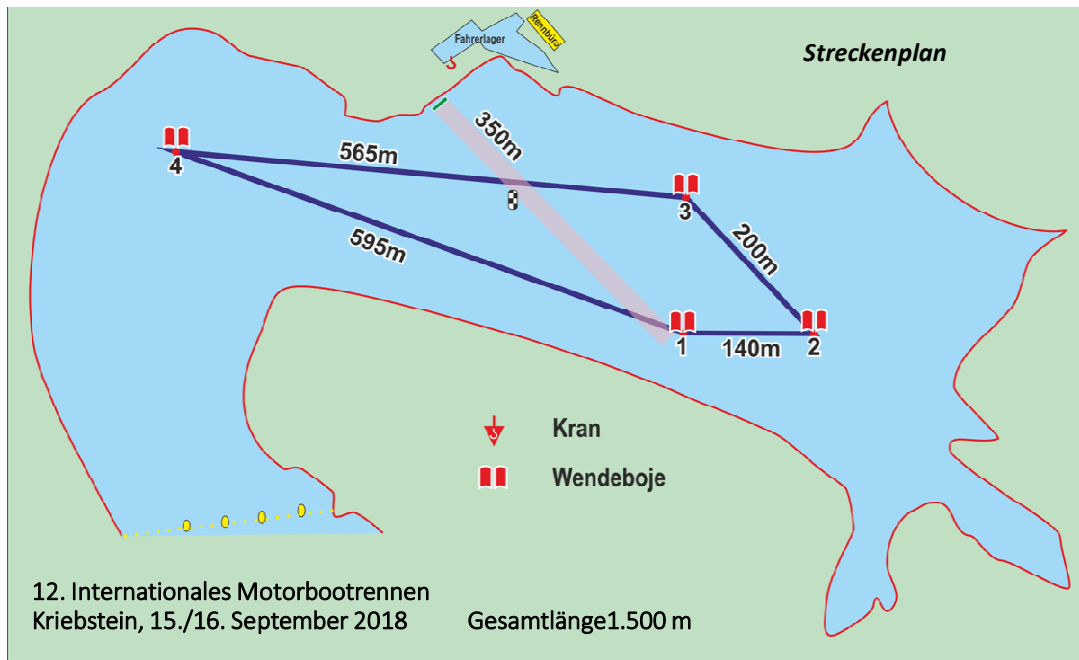 Rennbüro
Fahrerlager
Streckenplan
350m
565m
4
3
595m
200m
1
140m
2
Kran
Wendeboje
12. Internationales Motorbootrennen
Kriebstein, 15./16. September 2018
Gesamtlänge1.500 m